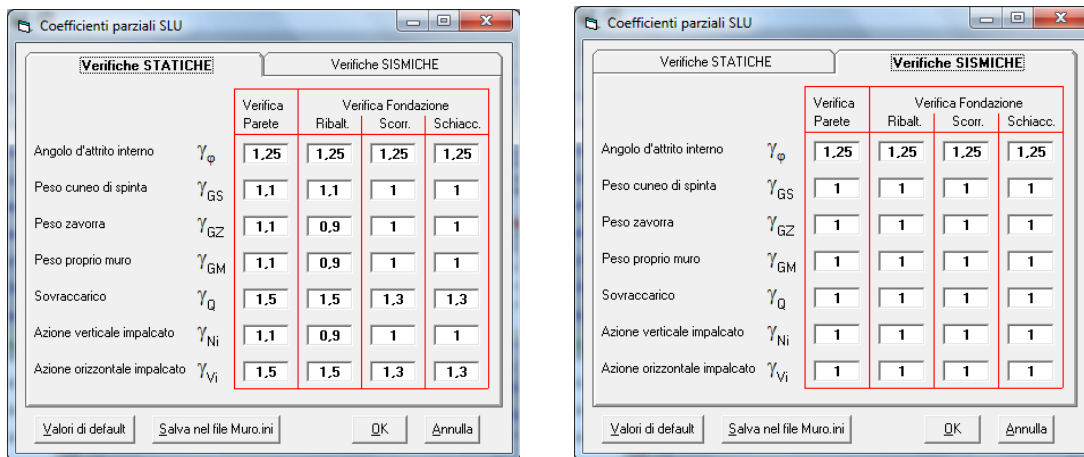 Coefficienti parziali SLU
Verifiche STATICHE Verifiche SISMICHE
Verifica Verifica Fondazione
Parete Ribalt. Scorr. Schiacc.
Angolo d'attrito interno γφ 1,25 1,25 1,25 1,25
Peso cuneo di spinta γGS 1,1 1,1 1 1
Peso zavorra γGZ 1,1 0,9 1 1
Peso proprio muro γGM 1,1 0,9 1 1
Sovraccarico γQ 1,5 1,5 1,3 1,3
Azione verticale impalcato γNi 1,1 0,9 1 1
Azione orizzontale impalcato γVi 1,5 1,5 1,3 1,3
Valori di default Salva nel file Muro.ini OK Annulla
Coefficienti parziali SLU
Verifiche STATICHE Verifiche SISMICHE
Verifica Verifica Fondazione
Parete Ribalt. Scorr. Schiacc.
Angolo d'attrito interno γφ 1,25 1,25 1,25 1,25
Peso cuneo di spinta γGS 1 1 1 1
Peso zavorra γGZ 1 1 1 1
Peso proprio muro γGM 1 1 1 1
Sovraccarico γQ 1 1 1 1
Azione verticale impalcato γNi 1 1 1 1
Azione orizzontale impalcato γVi 1 1 1 1
Valori di default Salva nel file Muro.ini OK Annulla